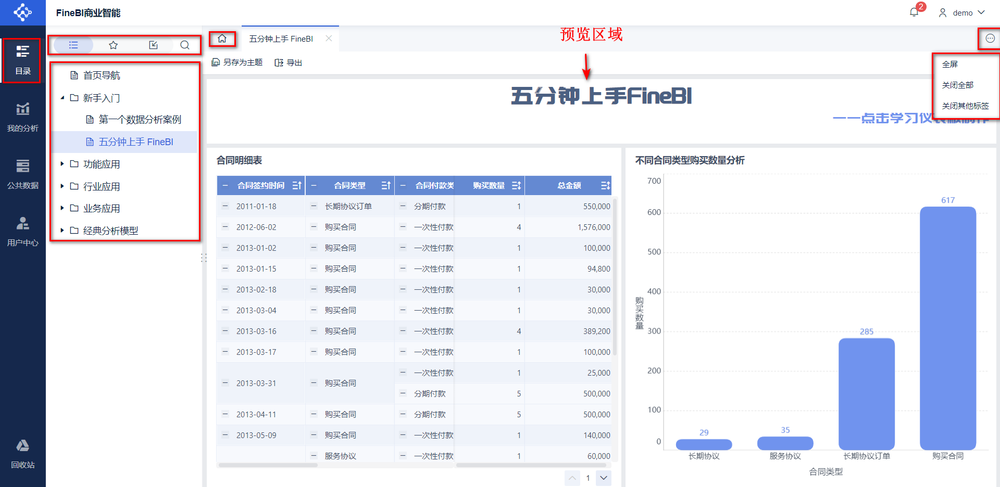 FineBI商业智能
2
demo
目录
我的分析
公共数据
用户中心
回收站
首页导航
新手入门
第一个数据分析案例
五分钟上手 FineBI
功能应用
行业应用
业务应用
经典分析模型
五分钟上手 FineBI
预览区域
另存为主题
导出
全屏
关闭全部
关闭其他标签
五分钟上手FineBI
一一点击学习仪表板制作
合同明细表
合同签约时间 合同类型 合同付款类 购买数量 总金额
2011-01-18 长期协议订单 分期付款 1 550,000
2012-06-02 购买合同 一次性付款 4 1,576,000
2013-01-02 购买合同 一次性付款 1 100,000
2013-01-15 购买合同 一次性付款 1 94,800
2013-02-18 购买合同 一次性付款 1 30,000
2013-03-04 购买合同 一次性付款 1 30,000
2013-03-16 购买合同 一次性付款 4 389,200
2013-03-17 购买合同 一次性付款 1 100,000
2013-03-31 购买合同 一次性付款 1 25,000
分期付款 5 500,000
2013-04-11 购买合同 分期付款 5 500,000
2013-05-09 购买合同 一次性付款 1 140,000
服务协议 一次性付款 1 60,000
1
不同合同类型购买数量分析
700
600
500
400
300
200
100
0
购买数量
29
35
285
617
长期协议 服务协议 长期协议订单 购买合同
合同类型